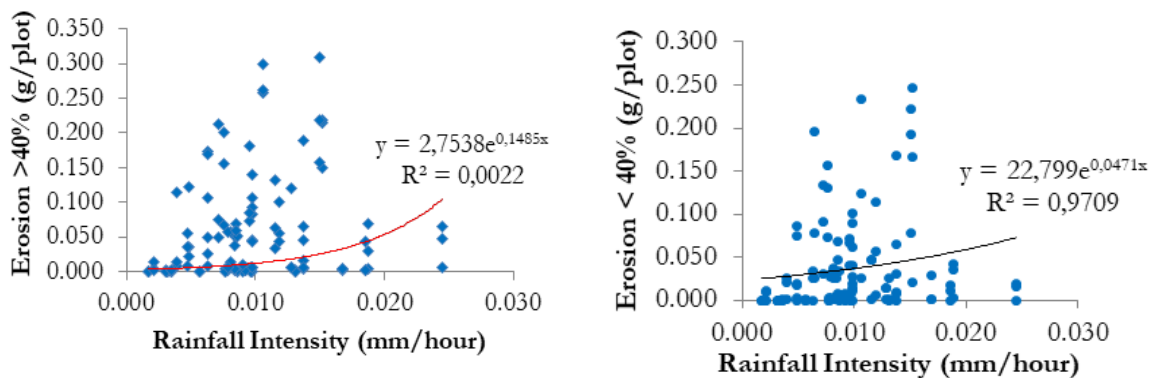 Erosion >40% (g/plot)
0.350
0.300
0.250
0.200
0.150
0.100
0.050
0.000
y = 2,7538e^0,1485x
R² = 0,0022
0.000 0.010 0.020 0.030
Rainfall Intensity (mm/hour)
Erosion < 40% (g/plot)
0.300
0.250
0.200
0.150
0.100
0.050
0.000
y = 22,799e^0,0471x
R² = 0,9709
0.000 0.010 0.020 0.030
Rainfall Intensity (mm/hour)